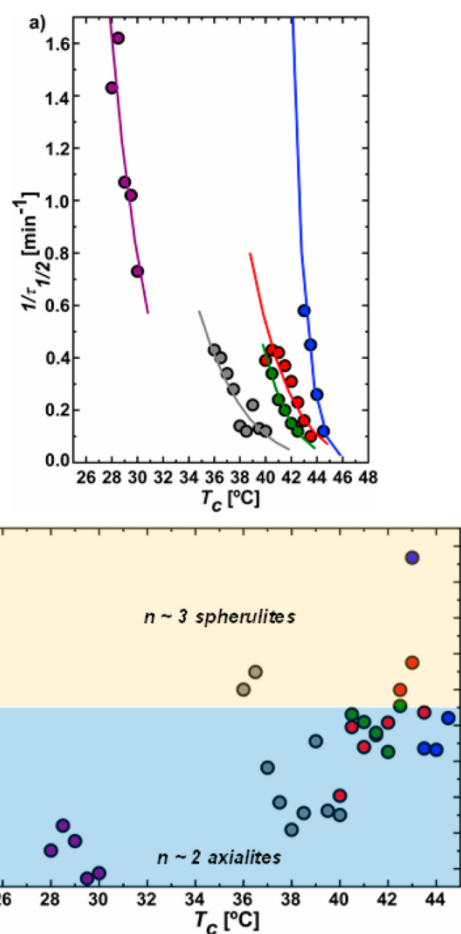 a)
1/τ1/2 [min-1]
1.6
1.4
1.2
1.0
0.8
0.6
0.4
0.2
0.0
26 28 30 32 34 36 38 40 42 44 46 48
TC [ºC]
n ~ 3 spherulites
n ~ 2 axialites
26 28 30 32 34 36 38 40 42 44
TC [ºC]